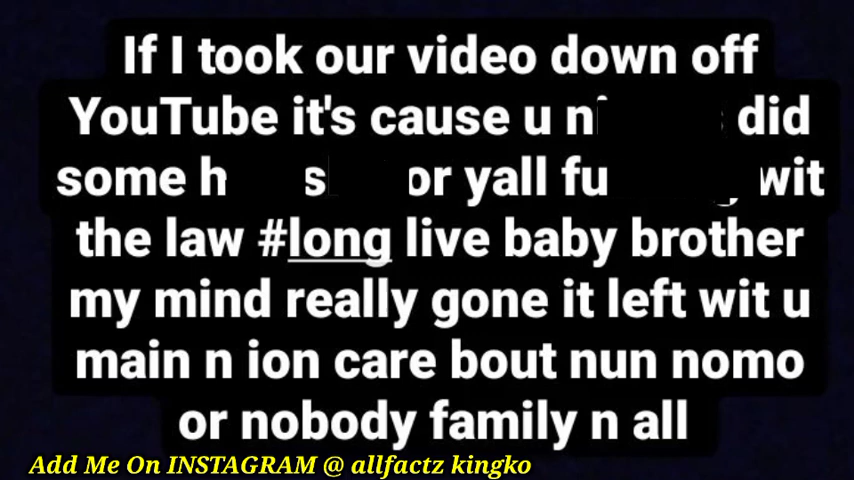 If I took our video down off
YouTube it's cause u n did
some h s or yall fu wit
the law #long live baby brother
my mind really gone it left wit u
main n ion care bout nun nomo
or nobody family n all
Add Me On INSTAGRAM @ allfactz kingko